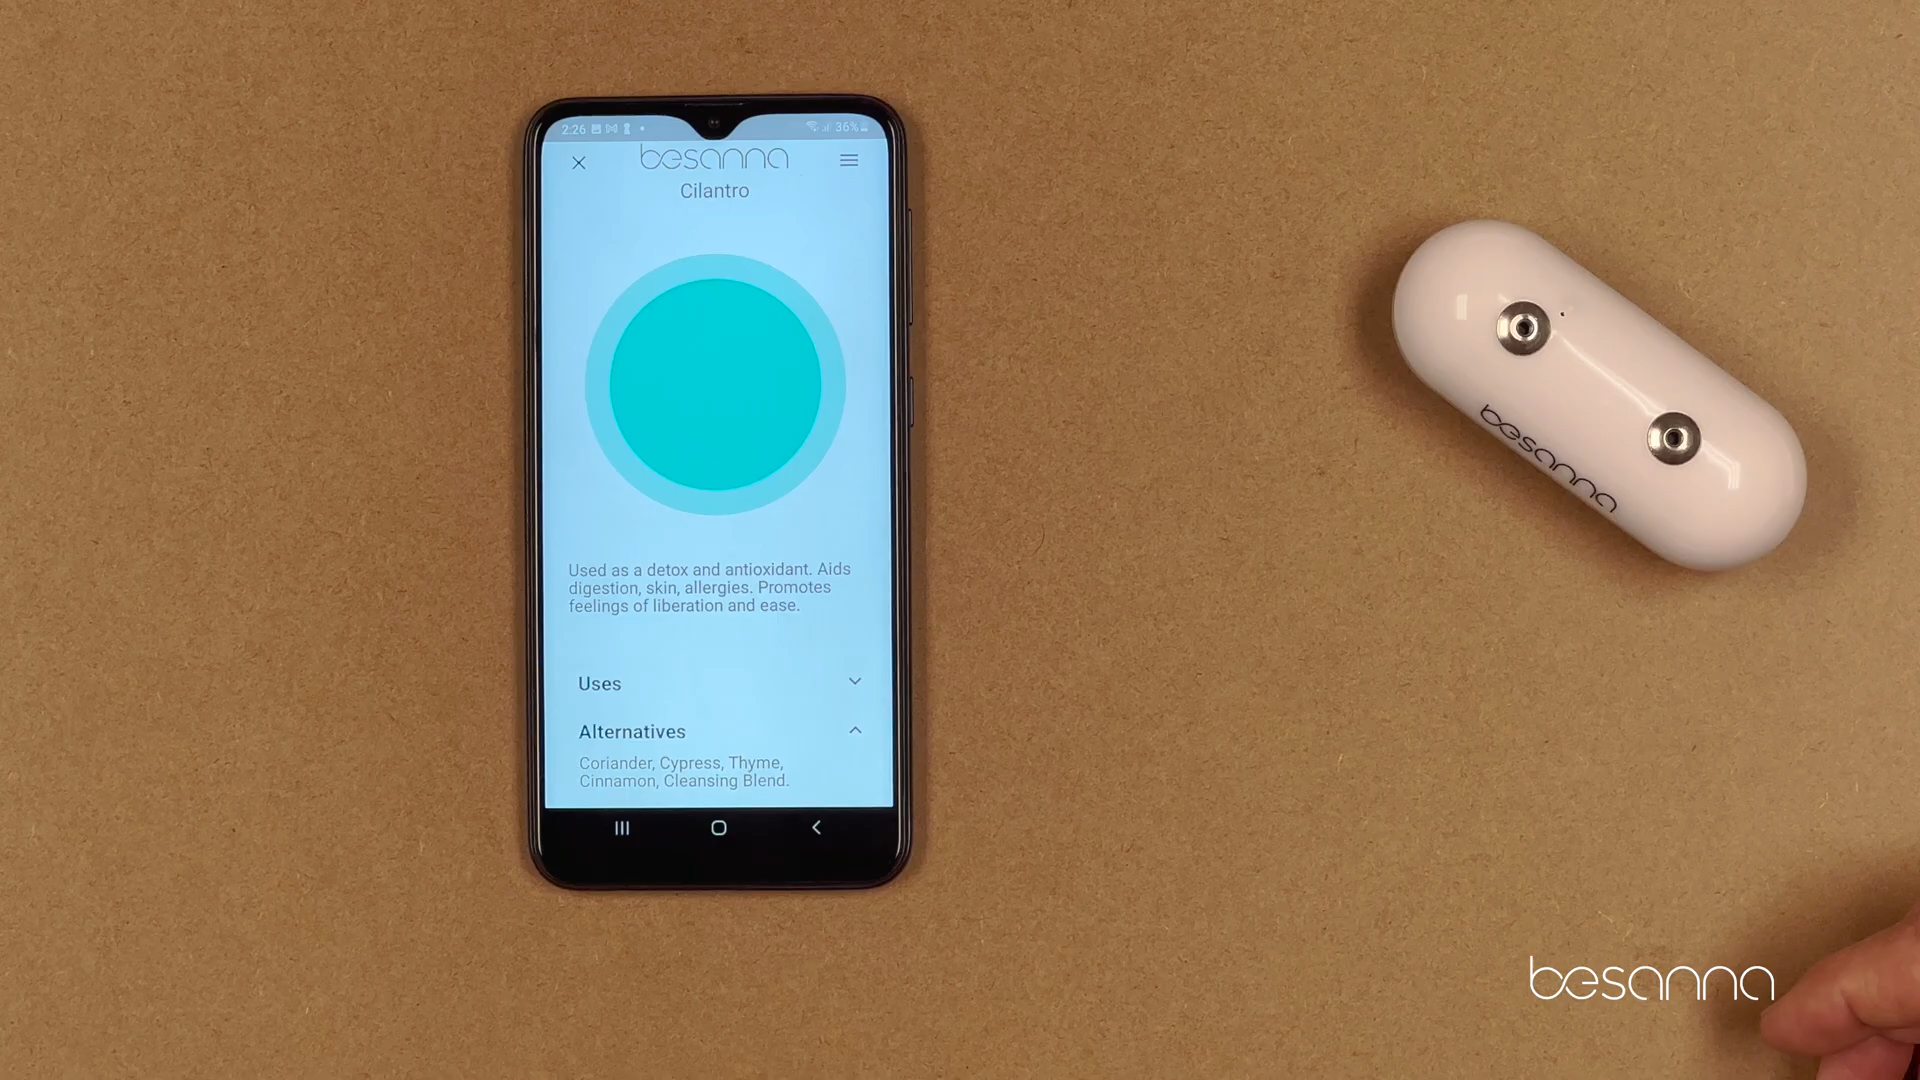 2:26
36%
besanna
Cilantro
Used as a detox and antioxidant. Aids
digestion, skin, allergies. Promotes
feelings of liberation and ease.
Uses
Alternatives
Coriander, Cypress, Thyme,
Cinnamon, Cleansing Blend.
besanna
besanna